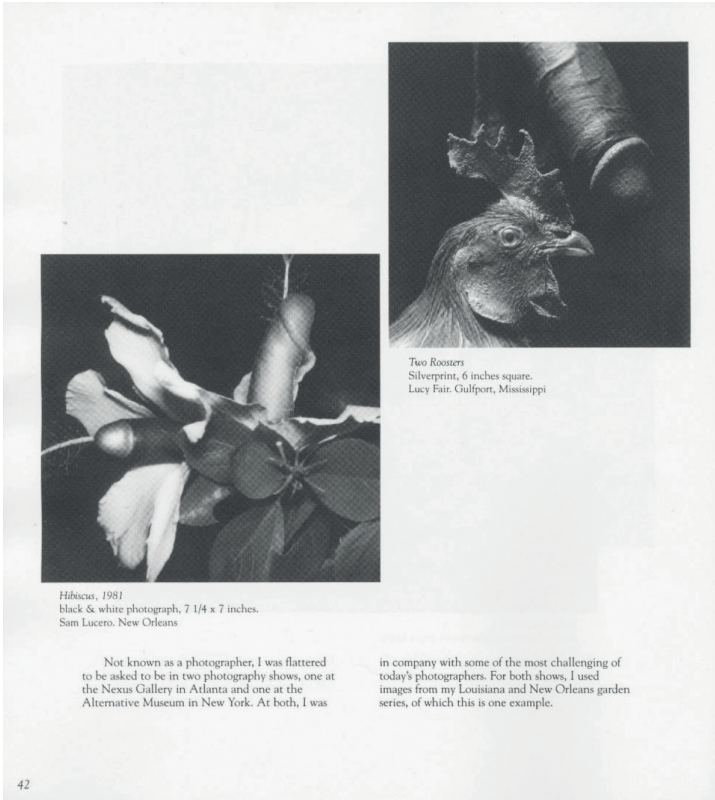 Two Roosters
Silverprint, 6 inches square.
Lucy Fair. Gulfport, Mississippi
Hibiscus, 1981
black & white photograph, 7 1/4 x 7 inches.
Sam Lucero. New Orleans
Not known as a photographer, I was flattered
to be asked to be in two photography shows, one at
the Nexus Gallery in Atlanta and one at the
Alternative Museum in New York. At both, I was
in company with some of the most challenging of
today's photographers. For both shows, I used
images from my Louisiana and New Orleans garden
series, of which this is one example.
42